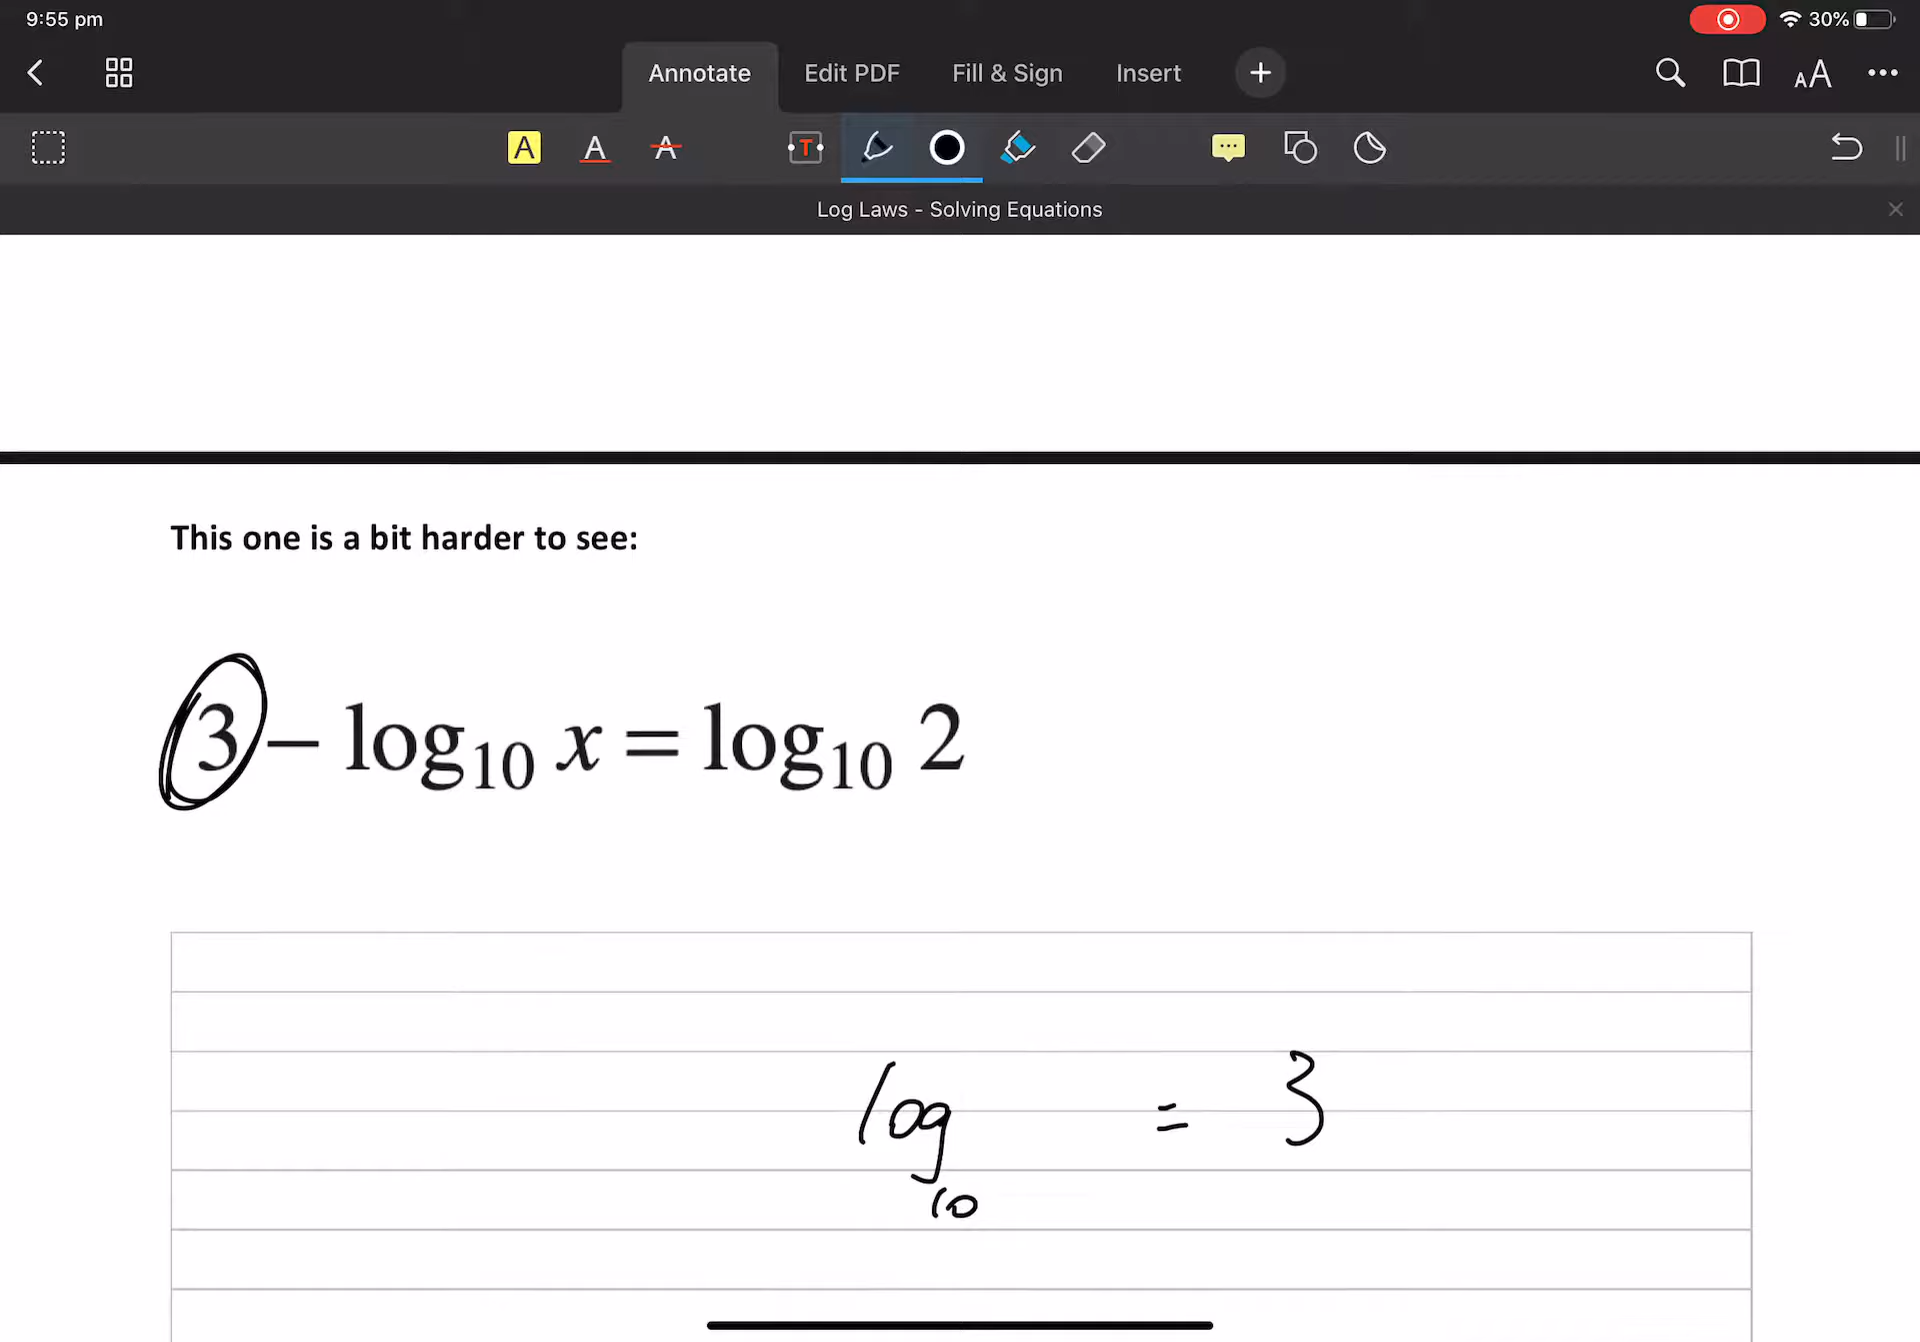 9:55 pm
30%
Annotate Edit PDF Fill & Sign Insert
AA
A A A T
Log Laws - Solving Equations
This one is a bit harder to see:
3 − log₁₀ x = log₁₀ 2
log₁₀ = 3